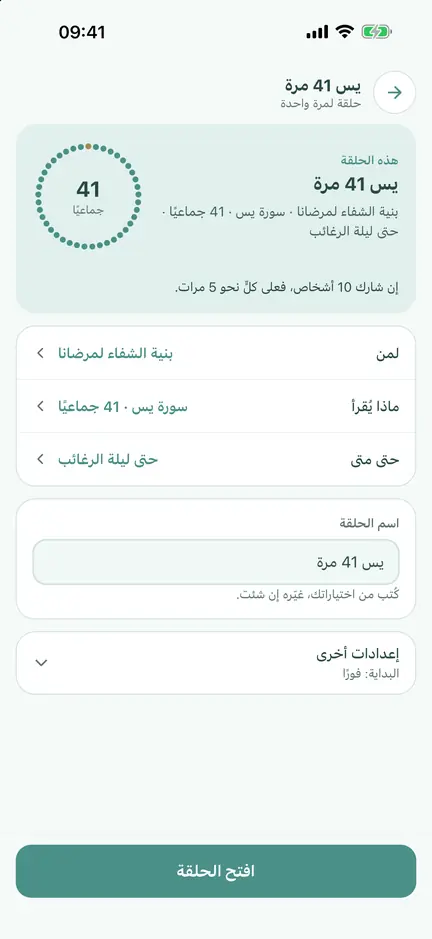 09:41
يس 41 مرة
حلقة لمرة واحدة
هذه الحلقة
يس 41 مرة
بنية الشفاء لمرضانا · سورة يس · 41 جماعيًا ·
حتى ليلة الرغائب
41
جماعيًا
إن شارك 10 أشخاص، فعلى كلٍّ نحو 5 مرات.
لمن
بنية الشفاء لمرضانا
ماذا يُقرأ
سورة يس · 41 جماعيًا
حتى متى
حتى ليلة الرغائب
اسم الحلقة
يس 41 مرة
كُتب من اختياراتك، غيّره إن شئت.
إعدادات أخرى
البداية: فورًا
افتح الحلقة